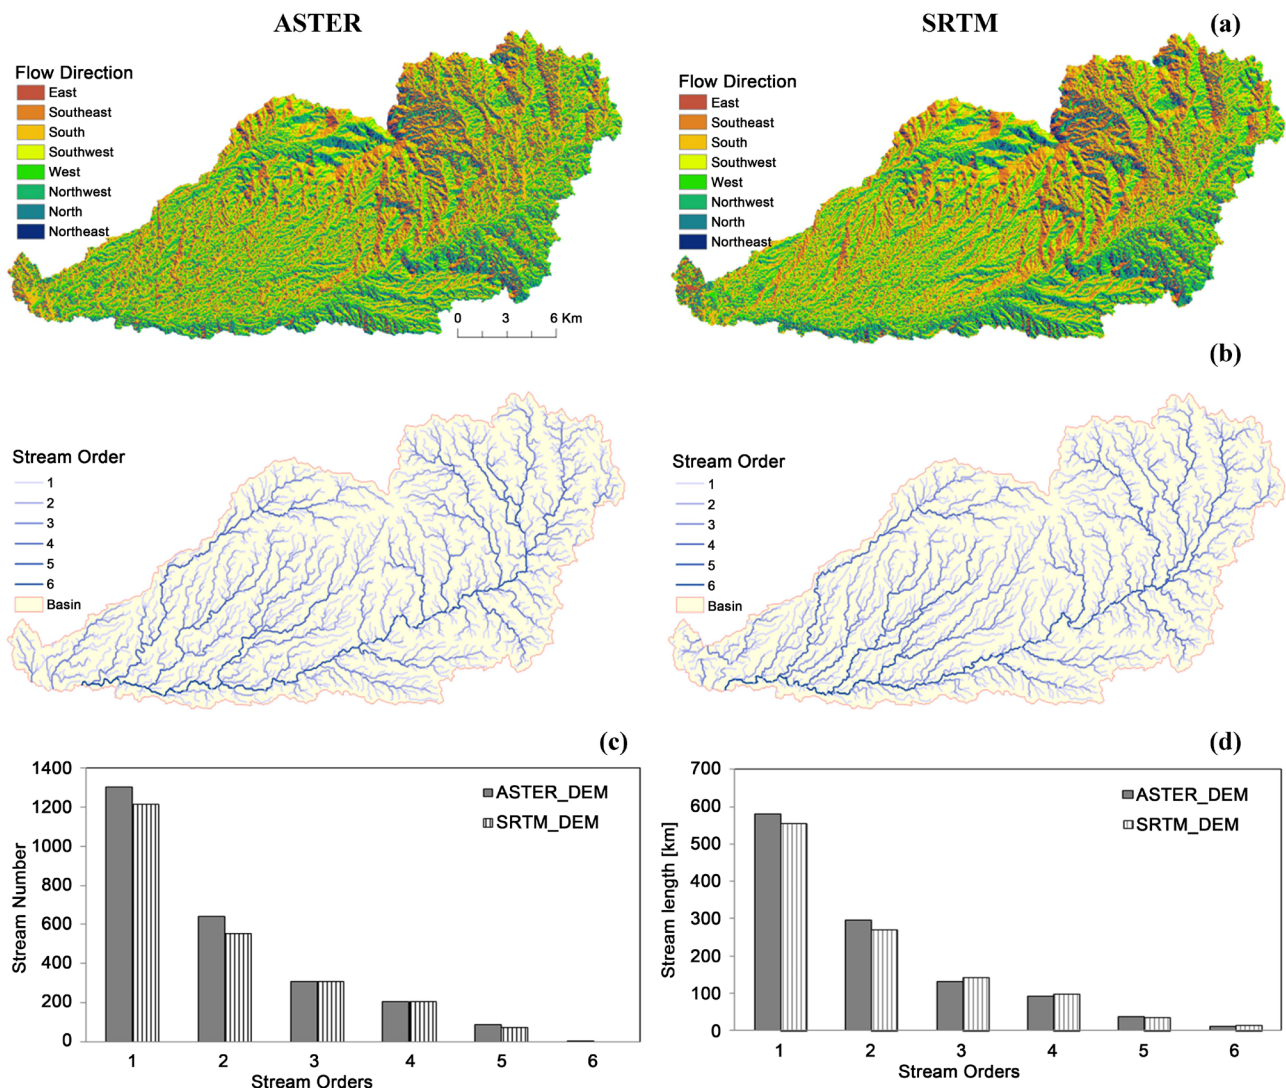 ASTER
SRTM
(a)
Flow Direction
East
Southeast
South
Southwest
West
Northwest
North
Northeast
0 3 6 Km
Flow Direction
East
Southeast
South
Southwest
West
Northwest
North
Northeast
(b)
Stream Order
1
2
3
4
5
6
Basin
Stream Order
1
2
3
4
5
6
Basin
(c)
1400
1200
1000
800
600
400
200
0
Stream Number
ASTER_DEM
SRTM_DEM
1 2 3 4 5 6
Stream Orders
(d)
700
600
500
400
300
200
100
0
Stream length [km]
ASTER_DEM
SRTM_DEM
1 2 3 4 5 6
Stream Orders